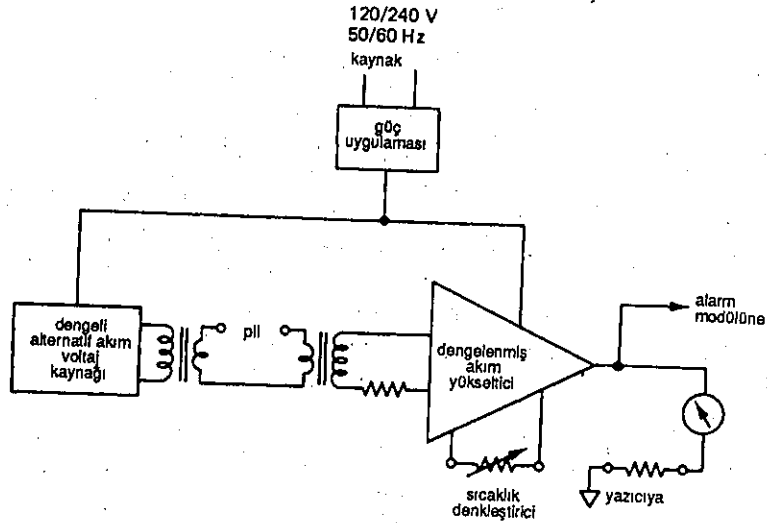 120/240 V
50/60 Hz
kaynak
güç
uygulaması
dengeli
alternatif akım
voltaj
kaynağı
pil
dengelenmiş
akım
yükseltici
alarm
modülüne
sıcaklık
denkleştirici
yazıcıya